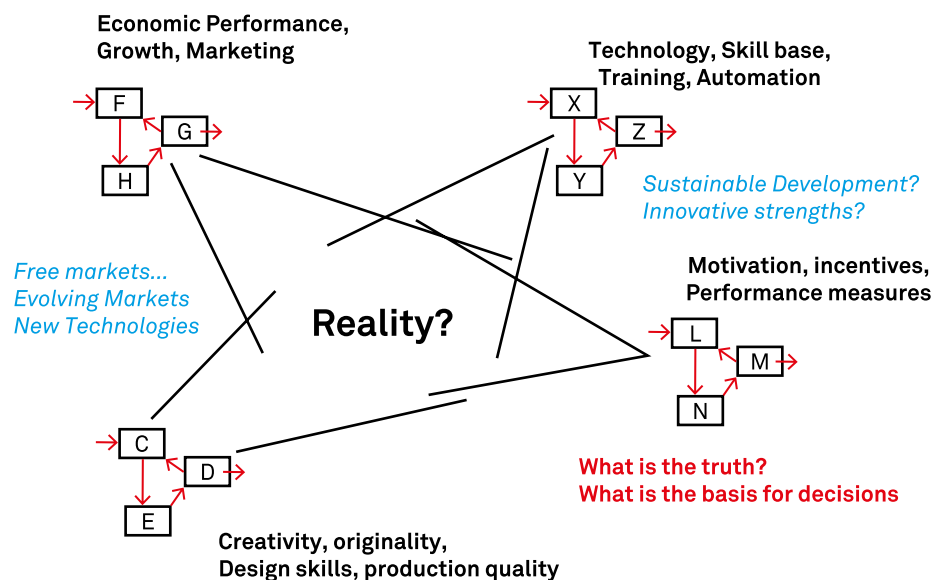 Economic Performance,
Growth, Marketing
F
G
H
Technology, Skill base,
Training, Automation
X
Z
Y
Sustainable Development?
Innovative strengths?
Free markets...
Evolving Markets
New Technologies
Reality?
Motivation, incentives,
Performance measures
L
M
N
C
D
E
What is the truth?
What is the basis for decisions
Creativity, originality,
Design skills, production quality